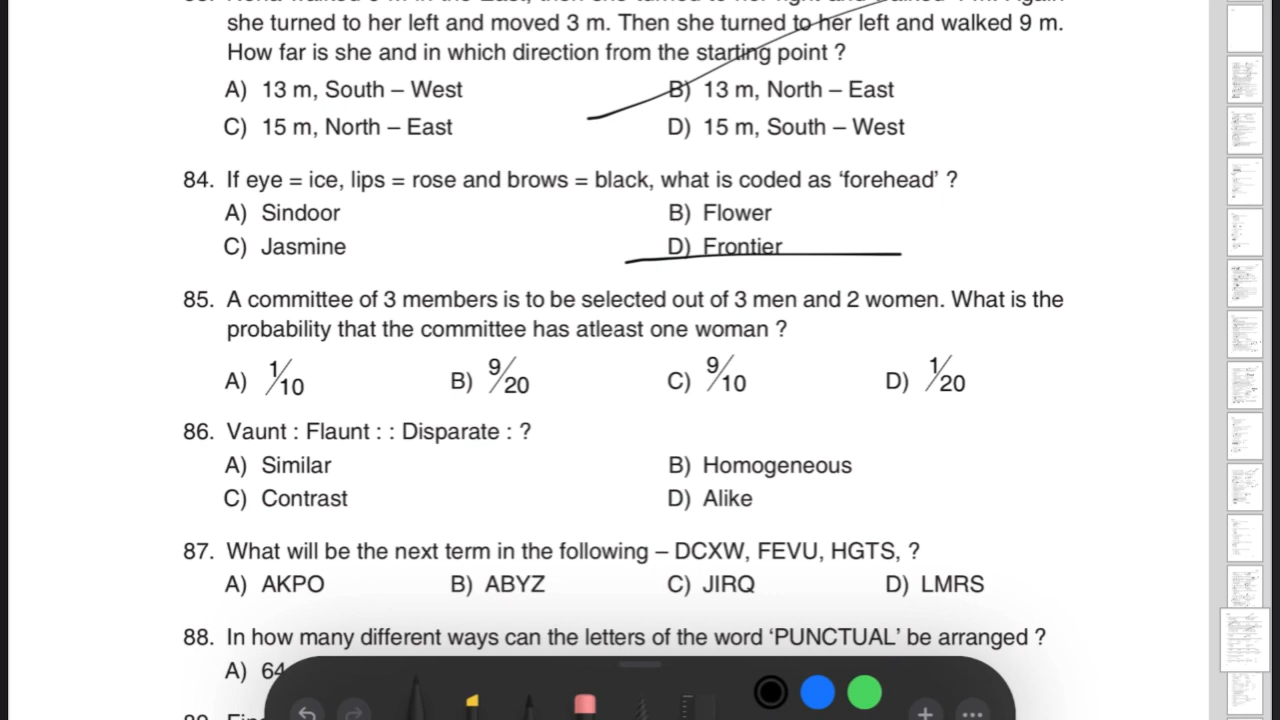 she turned to her left and moved 3 m. Then she turned to her left and walked 9 m.
How far is she and in which direction from the starting point ?
A) 13 m, South – West B) 13 m, North – East
C) 15 m, North – East D) 15 m, South – West
84. If eye = ice, lips = rose and brows = black, what is coded as ‘forehead’ ?
A) Sindoor B) Flower
C) Jasmine D) Frontier
85. A committee of 3 members is to be selected out of 3 men and 2 women. What is the
probability that the committee has atleast one woman ?
A) 1/10 B) 9/20 C) 9/10 D) 1/20
86. Vaunt : Flaunt : : Disparate : ?
A) Similar B) Homogeneous
C) Contrast D) Alike
87. What will be the next term in the following – DCXW, FEVU, HGTS, ?
A) AKPO B) ABYZ C) JIRQ D) LMRS
88. In how many different ways can the letters of the word ‘PUNCTUAL’ be arranged ?
A) 64